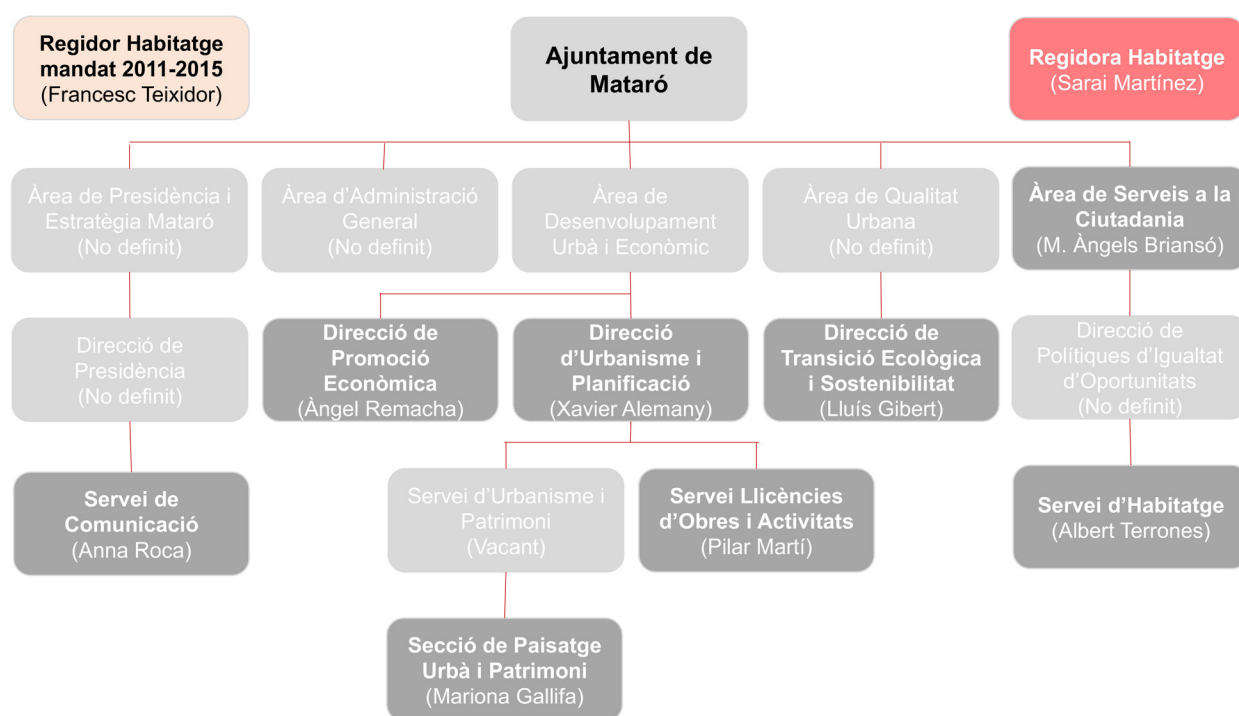 Regidor Habitatge
mandat 2011-2015
(Francesc Teixidor)
Ajuntament de
Mataró
Regidora Habitatge
(Sarai Martínez)
Àrea de Presidència i
Estratègia Mataró
(No definit)
Àrea d’Administració
General
(No definit)
Àrea de
Desenvolupament
Urbà i Econòmic
Àrea de Qualitat
Urbana
(No definit)
Àrea de Serveis a la
Ciutadania
(M. Àngels Briansó)
Direcció de
Presidència
(No definit)
Direcció de
Promoció
Econòmica
(Àngel Remacha)
Direcció
d’Urbanisme i
Planificació
(Xavier Alemany)
Direcció de
Transició Ecològica
i Sostenibilitat
(Lluís Gibert)
Direcció de
Polítiques d’Igualtat
d’Oportunitats
(No definit)
Servei de
Comunicació
(Anna Roca)
Servei d’Urbanisme i
Patrimoni
(Vacant)
Servei Llicències
d’Obres i Activitats
(Pilar Martí)
Servei d’Habitatge
(Albert Terrones)
Secció de Paisatge
Urbà i Patrimoni
(Mariona Gallifa)